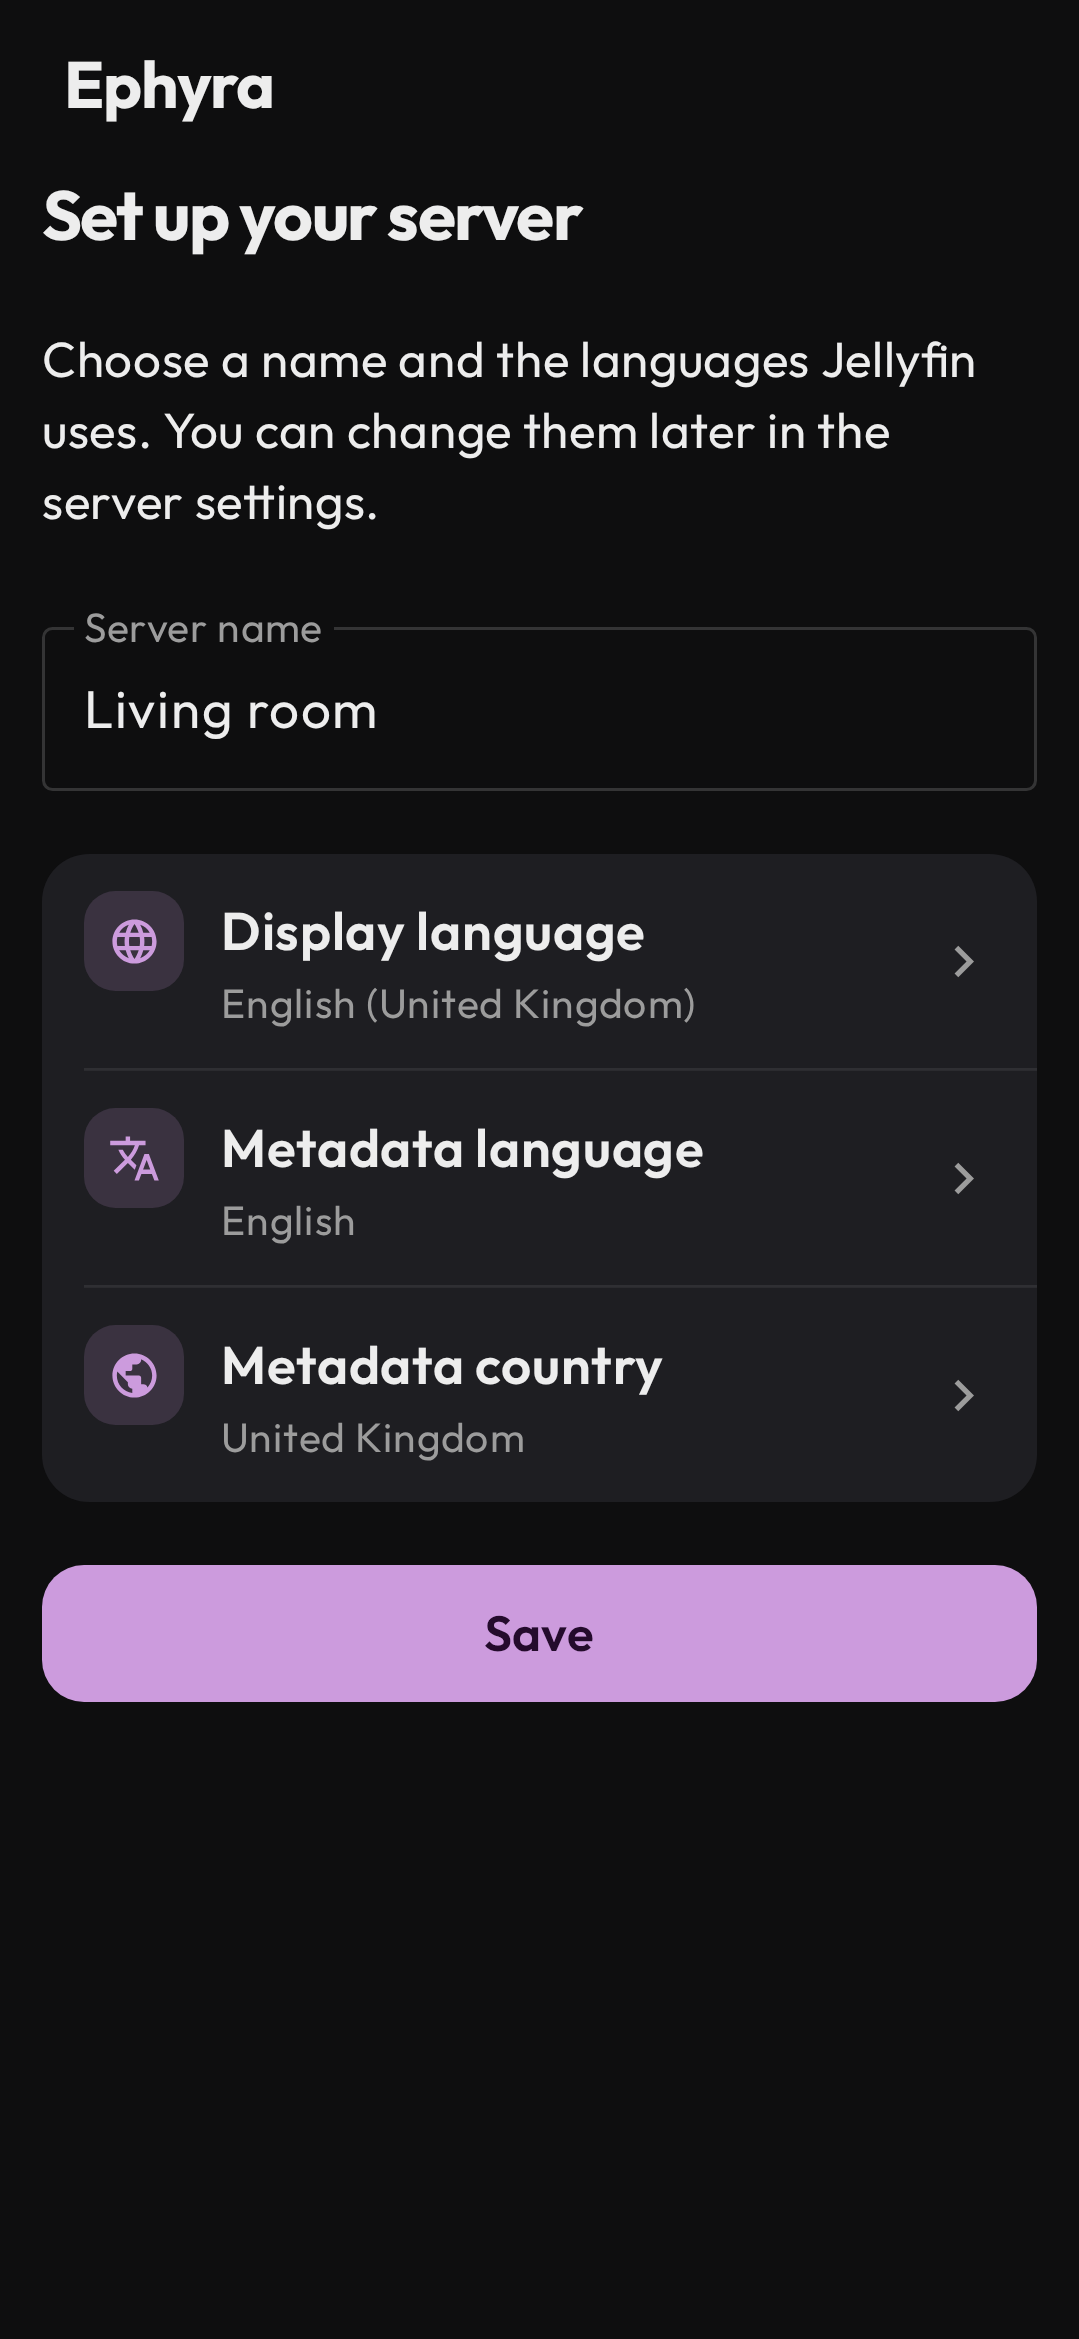 Ephyra
Set up your server
Choose a name and the languages Jellyfin
uses. You can change them later in the
server settings.
Server name
Living room
Display language
English (United Kingdom)
Metadata language
English
Metadata country
United Kingdom
Save